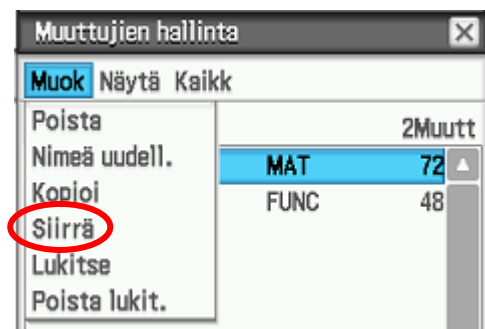 Muuttujien hallinta
Muok Näytä Kaikk
Poista
2Muutt
Nimeä uudell.
MAT 72
Kopioi
FUNC 48
Siirrä
Lukitse
Poista lukit.